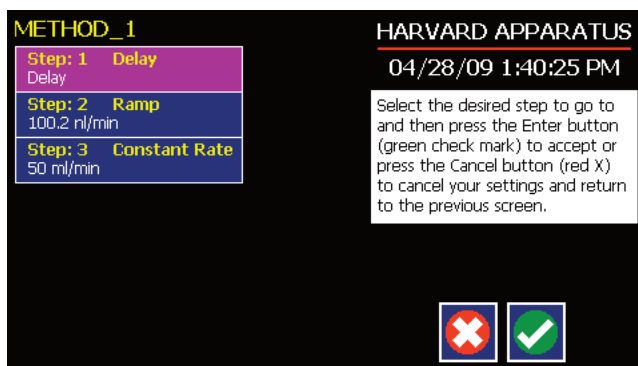 METHOD_1
Step: 1 Delay
Delay
Step: 2 Ramp
100.2 nl/min
Step: 3 Constant Rate
50 ml/min
HARVARD APPARATUS
04/28/09 1:40:25 PM
Select the desired step to go to
and then press the Enter button
(green check mark) to accept or
press the Cancel button (red X)
to cancel your settings and return
to the previous screen.